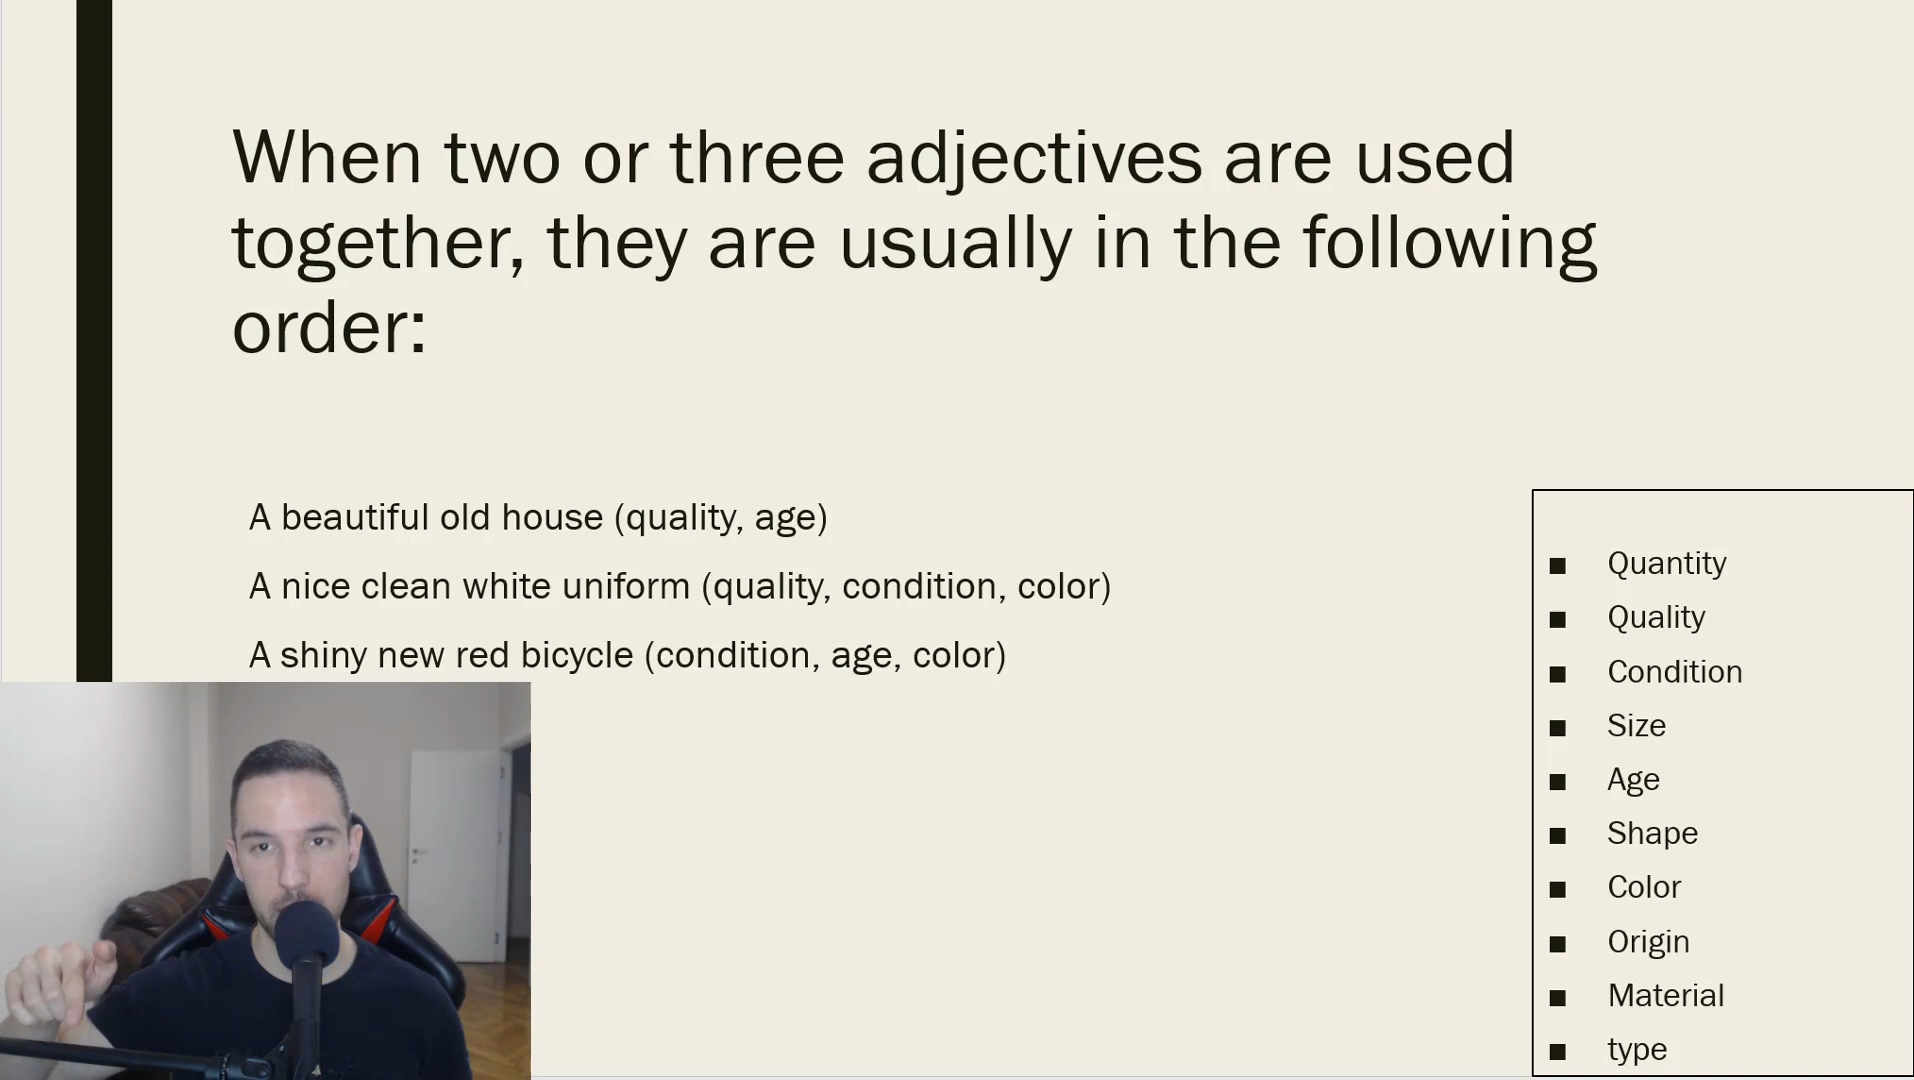 When two or three adjectives are used
together, they are usually in the following
order:
A beautiful old house (quality, age)
A nice clean white uniform (quality, condition, color)
A shiny new red bicycle (condition, age, color)
■ Quantity
■ Quality
■ Condition
■ Size
■ Age
■ Shape
■ Color
■ Origin
■ Material
■ type